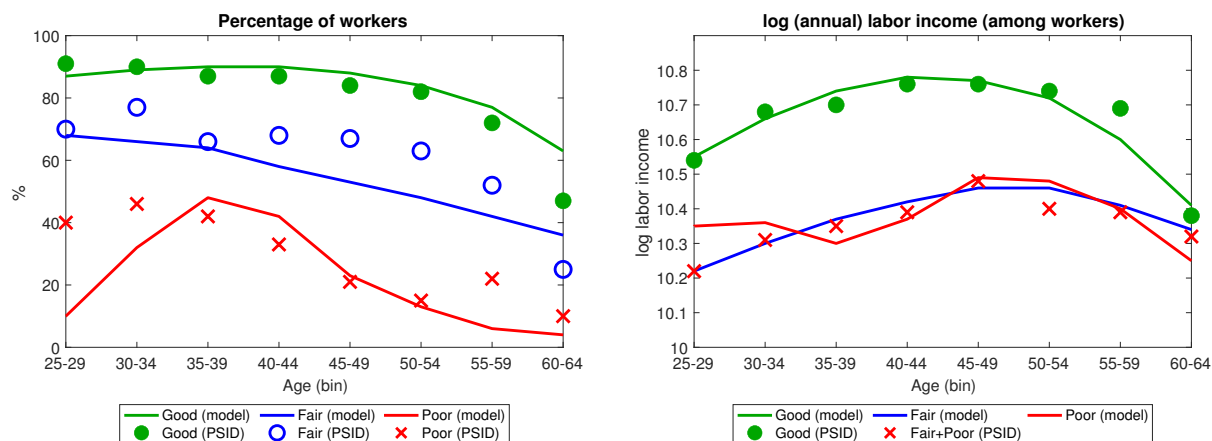 Percentage of workers
100
80
60
40
20
0
%
25-29 30-34 35-39 40-44 45-49 50-54 55-59 60-64
Age (bin)
Good (model) Fair (model) Poor (model)
Good (PSID) Fair (PSID) Poor (PSID)
log (annual) labor income (among workers)
10.8
10.7
10.6
10.5
10.4
10.3
10.2
10.1
10
log labor income
25-29 30-34 35-39 40-44 45-49 50-54 55-59 60-64
Age (bin)
Good (model) Fair (model) Poor (model)
Good (PSID) Fair+Poor (PSID)